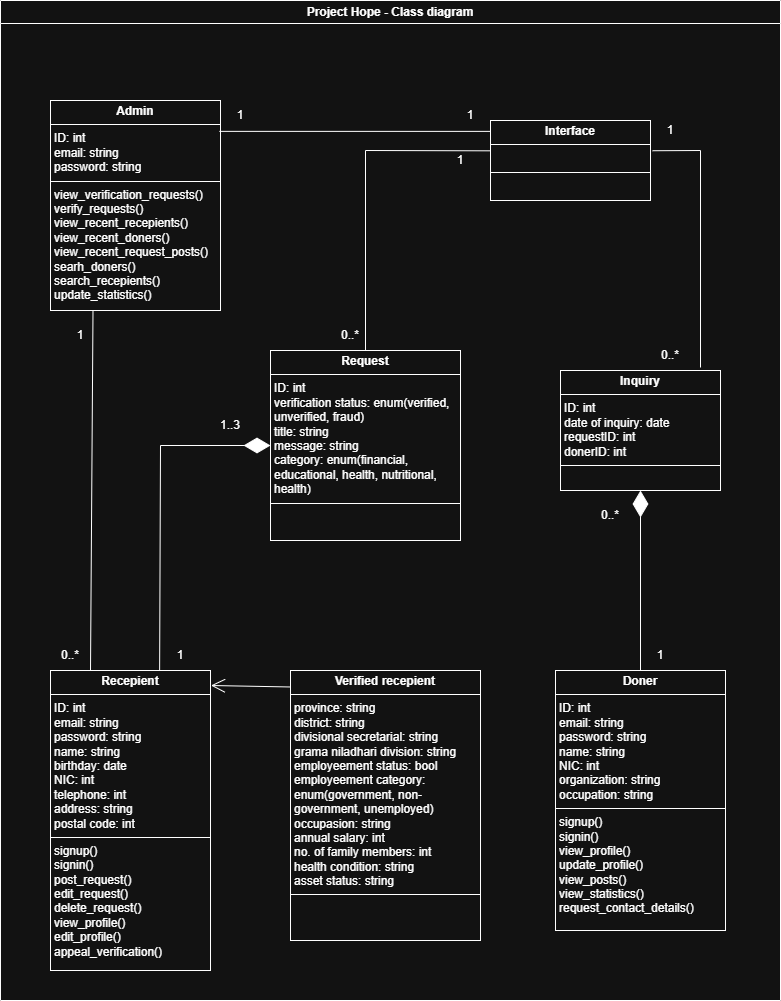 Project Hope - Class diagram
Admin
ID: int
email: string
password: string
view_verification_requests()
verify_requests()
view_recent_recepients()
view_recent_doners()
view_recent_request_posts()
searh_doners()
search_recepients()
update_statistics()
1
1
Interface
1
1
1
0..*
0..*
Request
ID: int
verification status: enum(verified,
unverified, fraud)
title: string
message: string
category: enum(financial,
educational, health, nutritional,
health)
1..3
Inquiry
ID: int
date of inquiry: date
requestID: int
donerID: int
0..*
0..*
1
1
Recepient
ID: int
email: string
password: string
name: string
birthday: date
NIC: int
telephone: int
address: string
postal code: int
signup()
signin()
post_request()
edit_request()
delete_request()
view_profile()
edit_profile()
appeal_verification()
Verified recepient
province: string
district: string
divisional secretarial: string
grama niladhari division: string
employeement status: bool
employeement category:
enum(government, non-
government, unemployed)
occupasion: string
annual salary: int
no. of family members: int
health condition: string
asset status: string
Doner
ID: int
email: string
password: string
name: string
NIC: int
organization: string
occupation: string
signup()
signin()
view_profile()
update_profile()
view_posts()
view_statistics()
request_contact_details()